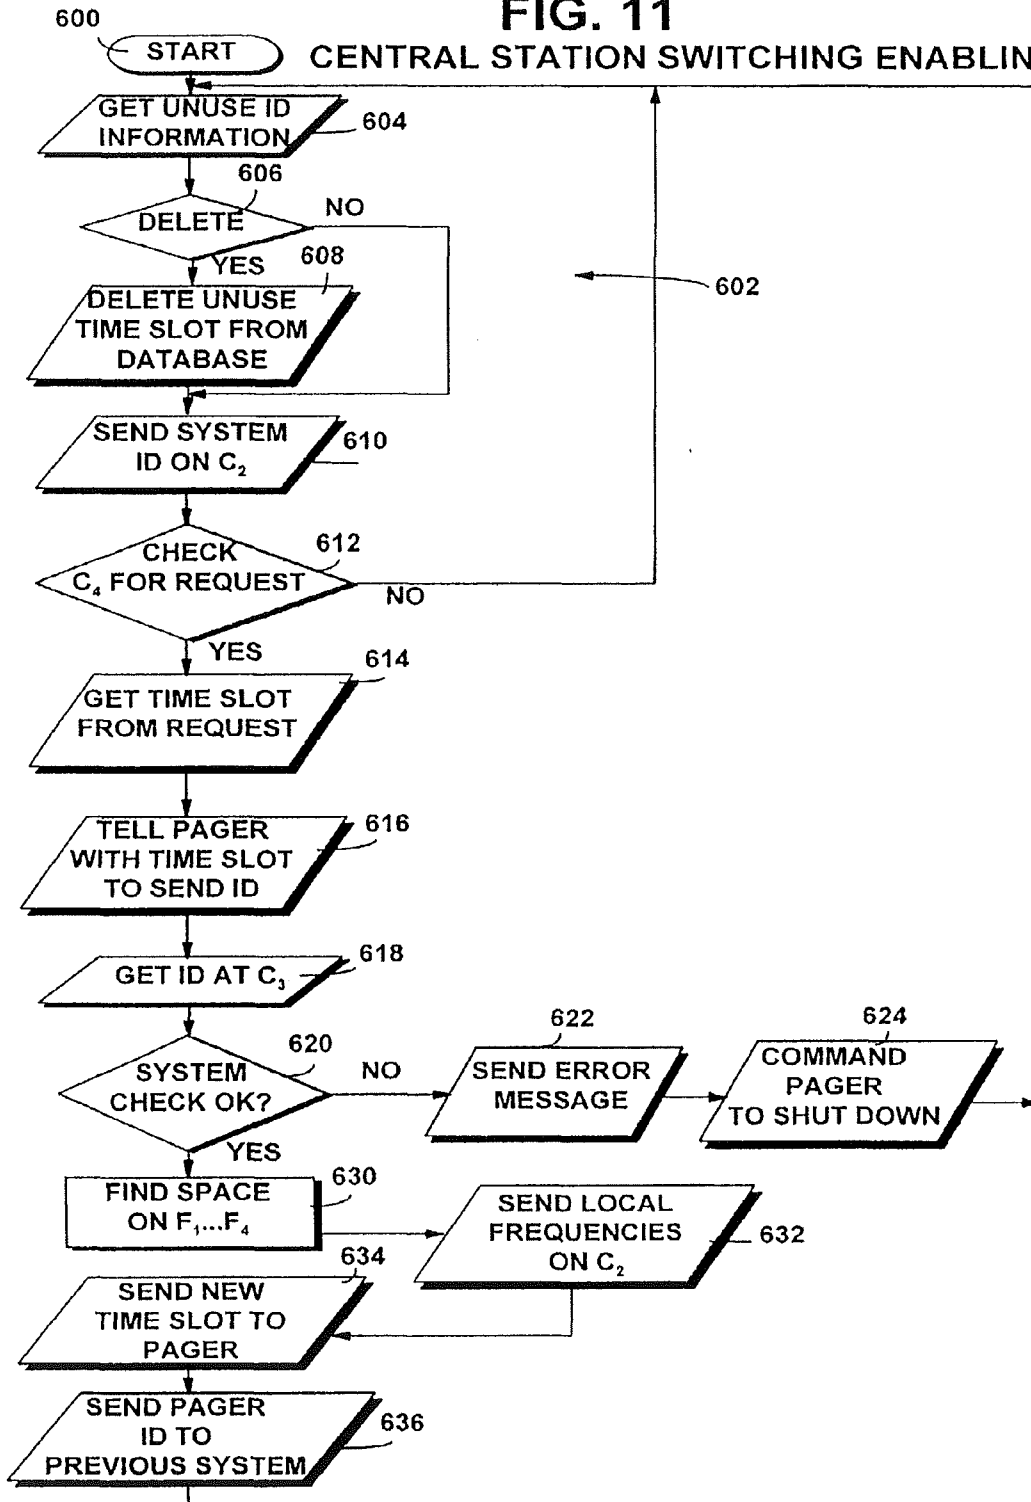 FIG. 11
600
START
CENTRAL STATION SWITCHING ENABLIN
GET UNUSE ID
INFORMATION
604
606
DELETE
NO
YES
608
602
DELETE UNUSE
TIME SLOT FROM
DATABASE
SEND SYSTEM
ID ON C₂
610
CHECK
C₄ FOR REQUEST
612
NO
YES
614
GET TIME SLOT
FROM REQUEST
TELL PAGER
WITH TIME SLOT
TO SEND ID
616
GET ID AT C₃
618
SYSTEM
CHECK OK?
620
NO
622
SEND ERROR
MESSAGE
624
COMMAND
PAGER
TO SHUT DOWN
YES
FIND SPACE
ON F₁...F₄
630
SEND LOCAL
FREQUENCIES
ON C₂
632
634
SEND NEW
TIME SLOT TO
PAGER
SEND PAGER
ID TO
PREVIOUS SYSTEM
636